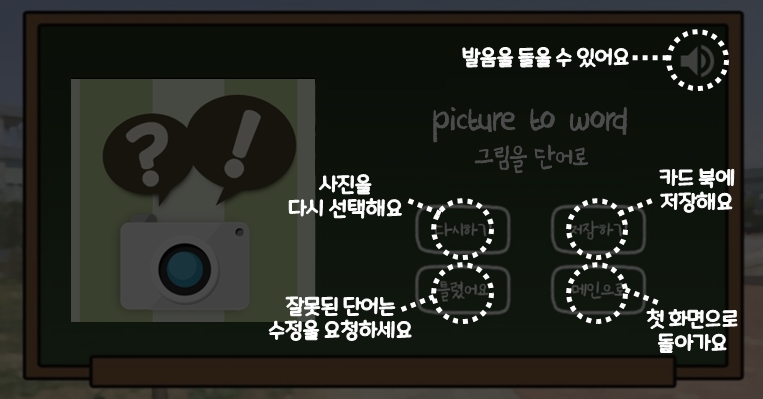 발음을 들을 수 있어요
? !
picture to word
그림을 단어로
사진을
다시 선택해요
카드 북에
저장해요
다시하기
저장하기
잘못된 단어는
수정을 요청하세요
틀렸어요
메인으로
첫 화면으로
돌아가요